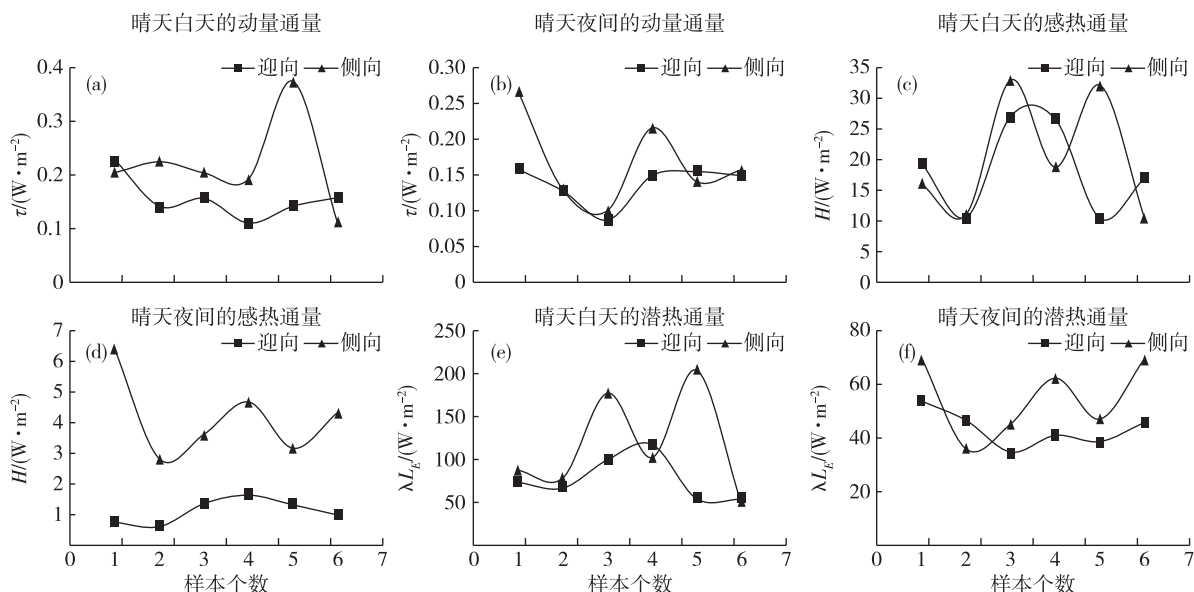 晴天白天的动量通量
晴天夜间的动量通量
晴天白天的感热通量
(a)
迎向 侧向
τ/(W·m⁻²)
0.4
0.3
0.2
0.1
0
(b)
迎向 侧向
τ/(W·m⁻²)
0.30
0.25
0.20
0.15
0.10
0.05
0
(c)
迎向 侧向
H/(W·m⁻²)
35
30
25
20
15
10
5
0
晴天夜间的感热通量
晴天白天的潜热通量
晴天夜间的潜热通量
(d)
迎向 侧向
H/(W·m⁻²)
7
6
5
4
3
2
1
0 1 2 3 4 5 6 7
样本个数
(e)
迎向 侧向
λL_E/(W·m⁻²)
250
200
150
100
50
0 1 2 3 4 5 6 7
样本个数
(f)
迎向 侧向
λL_E/(W·m⁻²)
80
60
40
20
0 1 2 3 4 5 6 7
样本个数